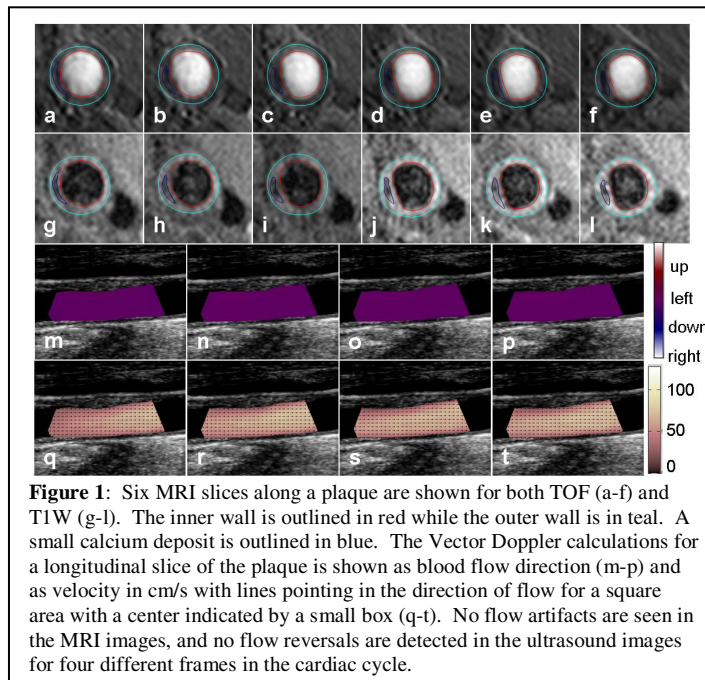 a b c d e f
g h i j k l
m n o p
up
left
down
right
q r s t
100
50
0
Figure 1: Six MRI slices along a plaque are shown for both TOF (a-f) and
T1W (g-l). The inner wall is outlined in red while the outer wall is in teal. A
small calcium deposit is outlined in blue. The Vector Doppler calculations for
a longitudinal slice of the plaque is shown as blood flow direction (m-p) and
as velocity in cm/s with lines pointing in the direction of flow for a square
area with a center indicated by a small box (q-t). No flow artifacts are seen in
the MRI images, and no flow reversals are detected in the ultrasound images
for four different frames in the cardiac cycle.